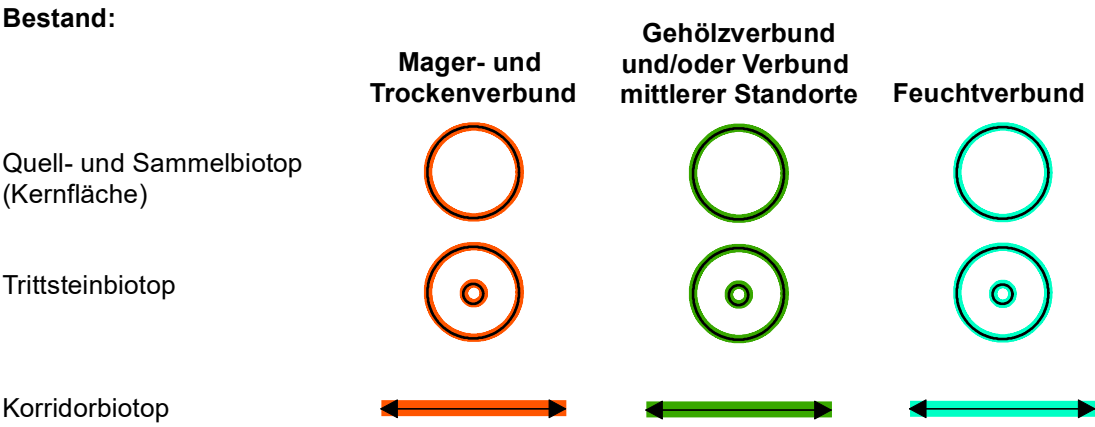 Bestand:
Mager- und
Trockenverbund
Gehölzverbund
und/oder Verbund
mittlerer Standorte
Feuchtverbund
Quell- und Sammelbiotop
(Kernfläche)
Trittsteinbiotop
Korridorbiotop